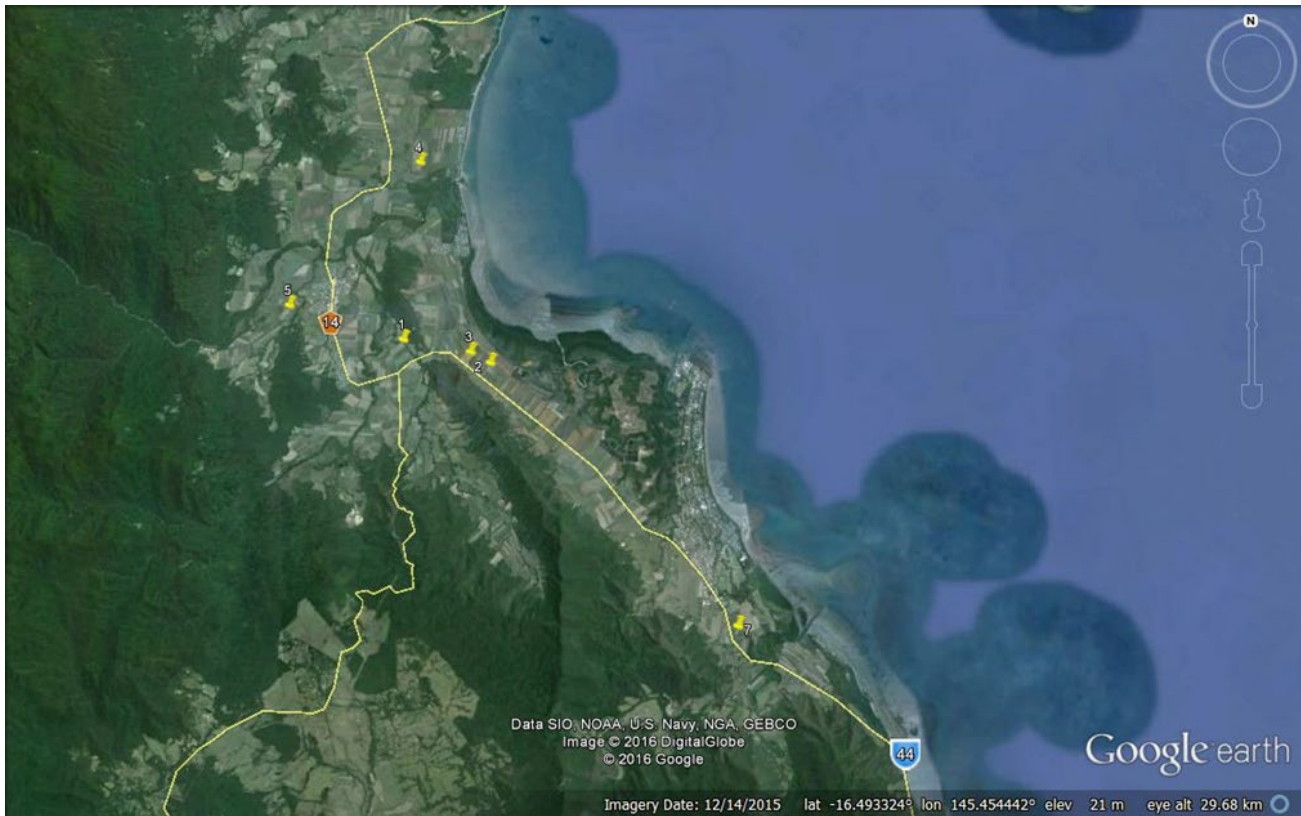 N
4
5
14
1
3
2
7
44
Data SIO, NOAA, U.S. Navy, NGA, GEBCO
Image © 2016 DigitalGlobe
© 2016 Google
Google earth
Imagery Date: 12/14/2015 lat -16.493324° lon 145.454442° elev 21 m eye alt 29.68 km